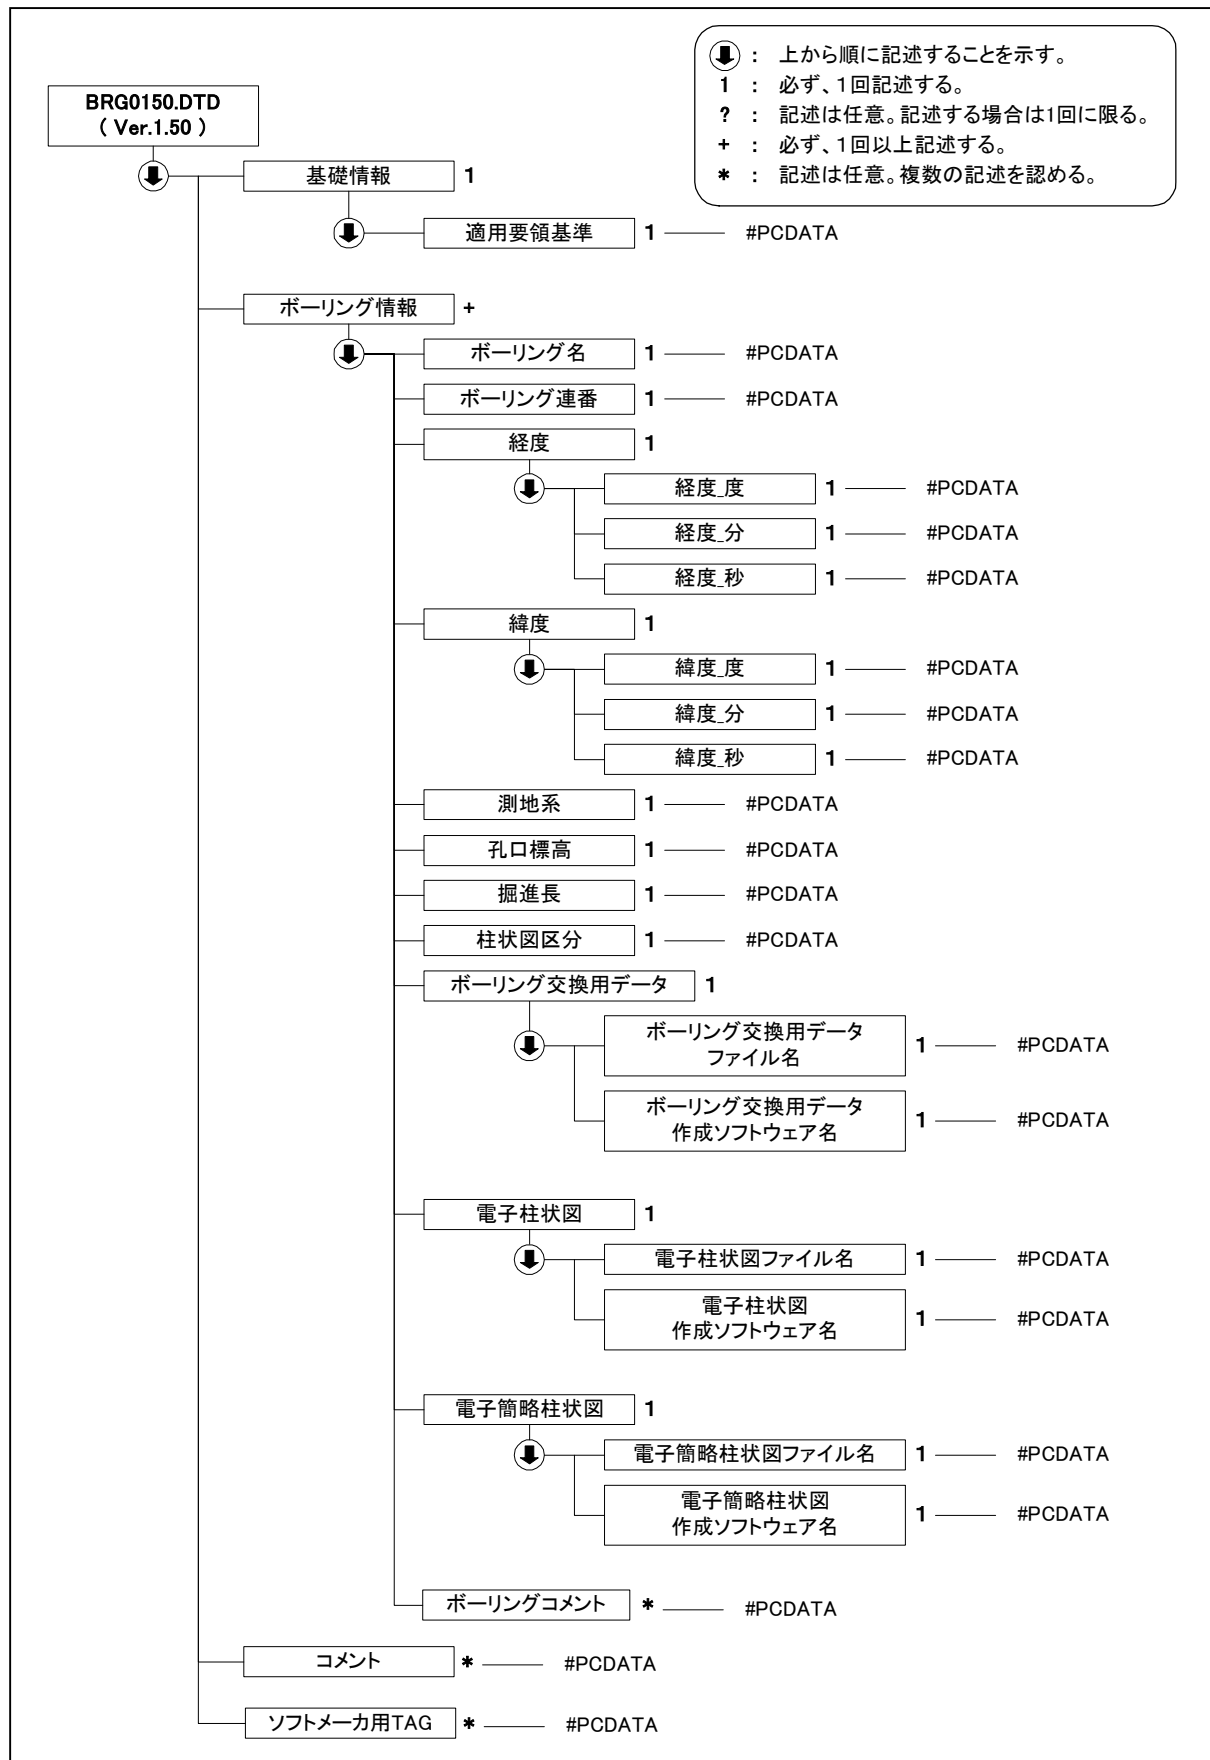 : 上から順に記述することを示す。
1 : 必ず、1回記述する。
? : 記述は任意。記述する場合は1回に限る。
+ : 必ず、1回以上記述する。
* : 記述は任意。複数の記述を認める。
BRG0150.DTD
( Ver.1.50 )
基礎情報 1
適用要領基準 1 #PCDATA
ボーリング情報 +
ボーリング名 1 #PCDATA
ボーリング連番 1 #PCDATA
経度 1
経度_度 1 #PCDATA
経度_分 1 #PCDATA
経度_秒 1 #PCDATA
緯度 1
緯度_度 1 #PCDATA
緯度_分 1 #PCDATA
緯度_秒 1 #PCDATA
測地系 1 #PCDATA
孔口標高 1 #PCDATA
掘進長 1 #PCDATA
柱状図区分 1 #PCDATA
ボーリング交換用データ 1
ボーリング交換用データ
ファイル名 1 #PCDATA
ボーリング交換用データ
作成ソフトウェア名 1 #PCDATA
電子柱状図 1
電子柱状図ファイル名 1 #PCDATA
電子柱状図
作成ソフトウェア名 1 #PCDATA
電子簡略柱状図 1
電子簡略柱状図ファイル名 1 #PCDATA
電子簡略柱状図
作成ソフトウェア名 1 #PCDATA
ボーリングコメント * #PCDATA
コメント * #PCDATA
ソフトメーカ用TAG * #PCDATA